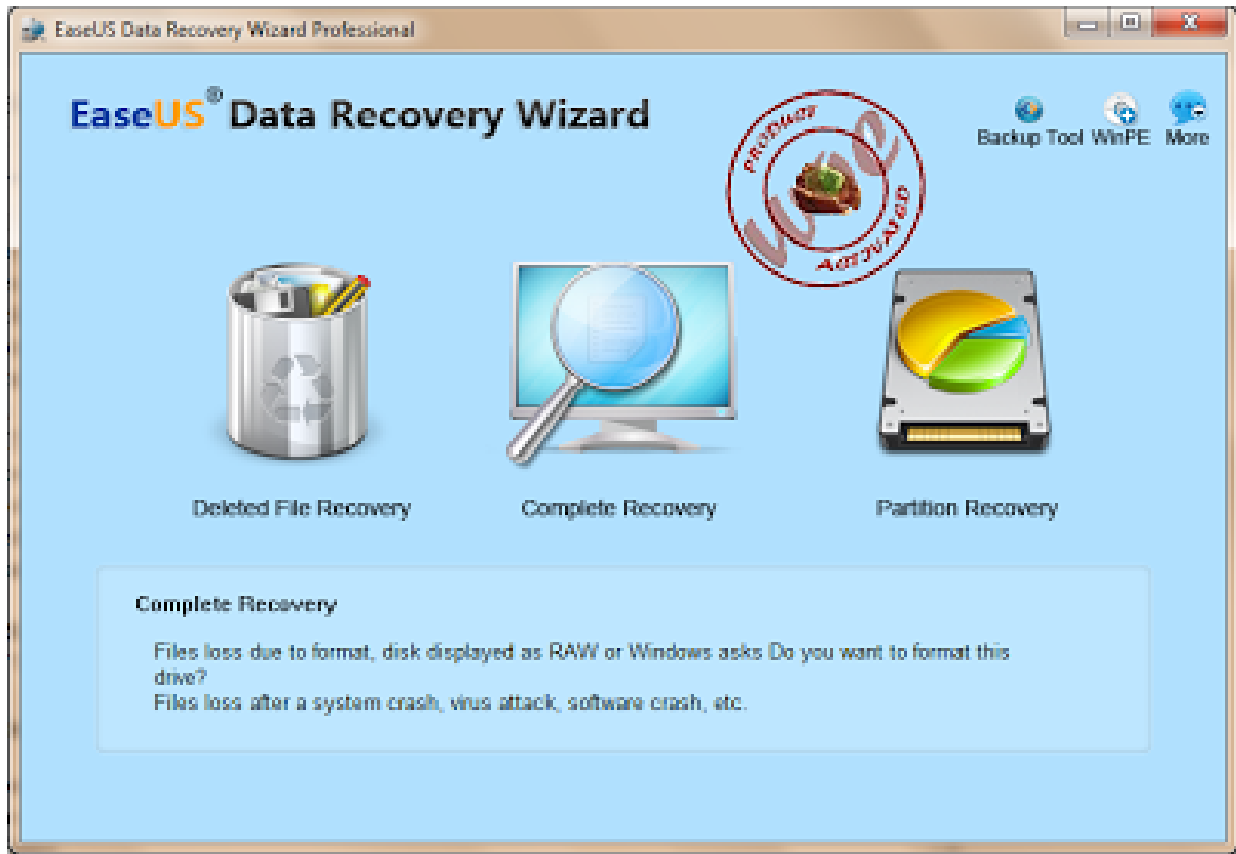 EaseUS Data Recovery Wizard Professional
EaseUS® Data Recovery Wizard
PRODUCT
ACTIVATED
Backup Tool WinPE More
Deleted File Recovery
Complete Recovery
Partition Recovery
Complete Recovery
Files loss due to format, disk displayed as RAW or Windows asks Do you want to format this
drive?
Files loss after a system crash, virus attack, software crash, etc.